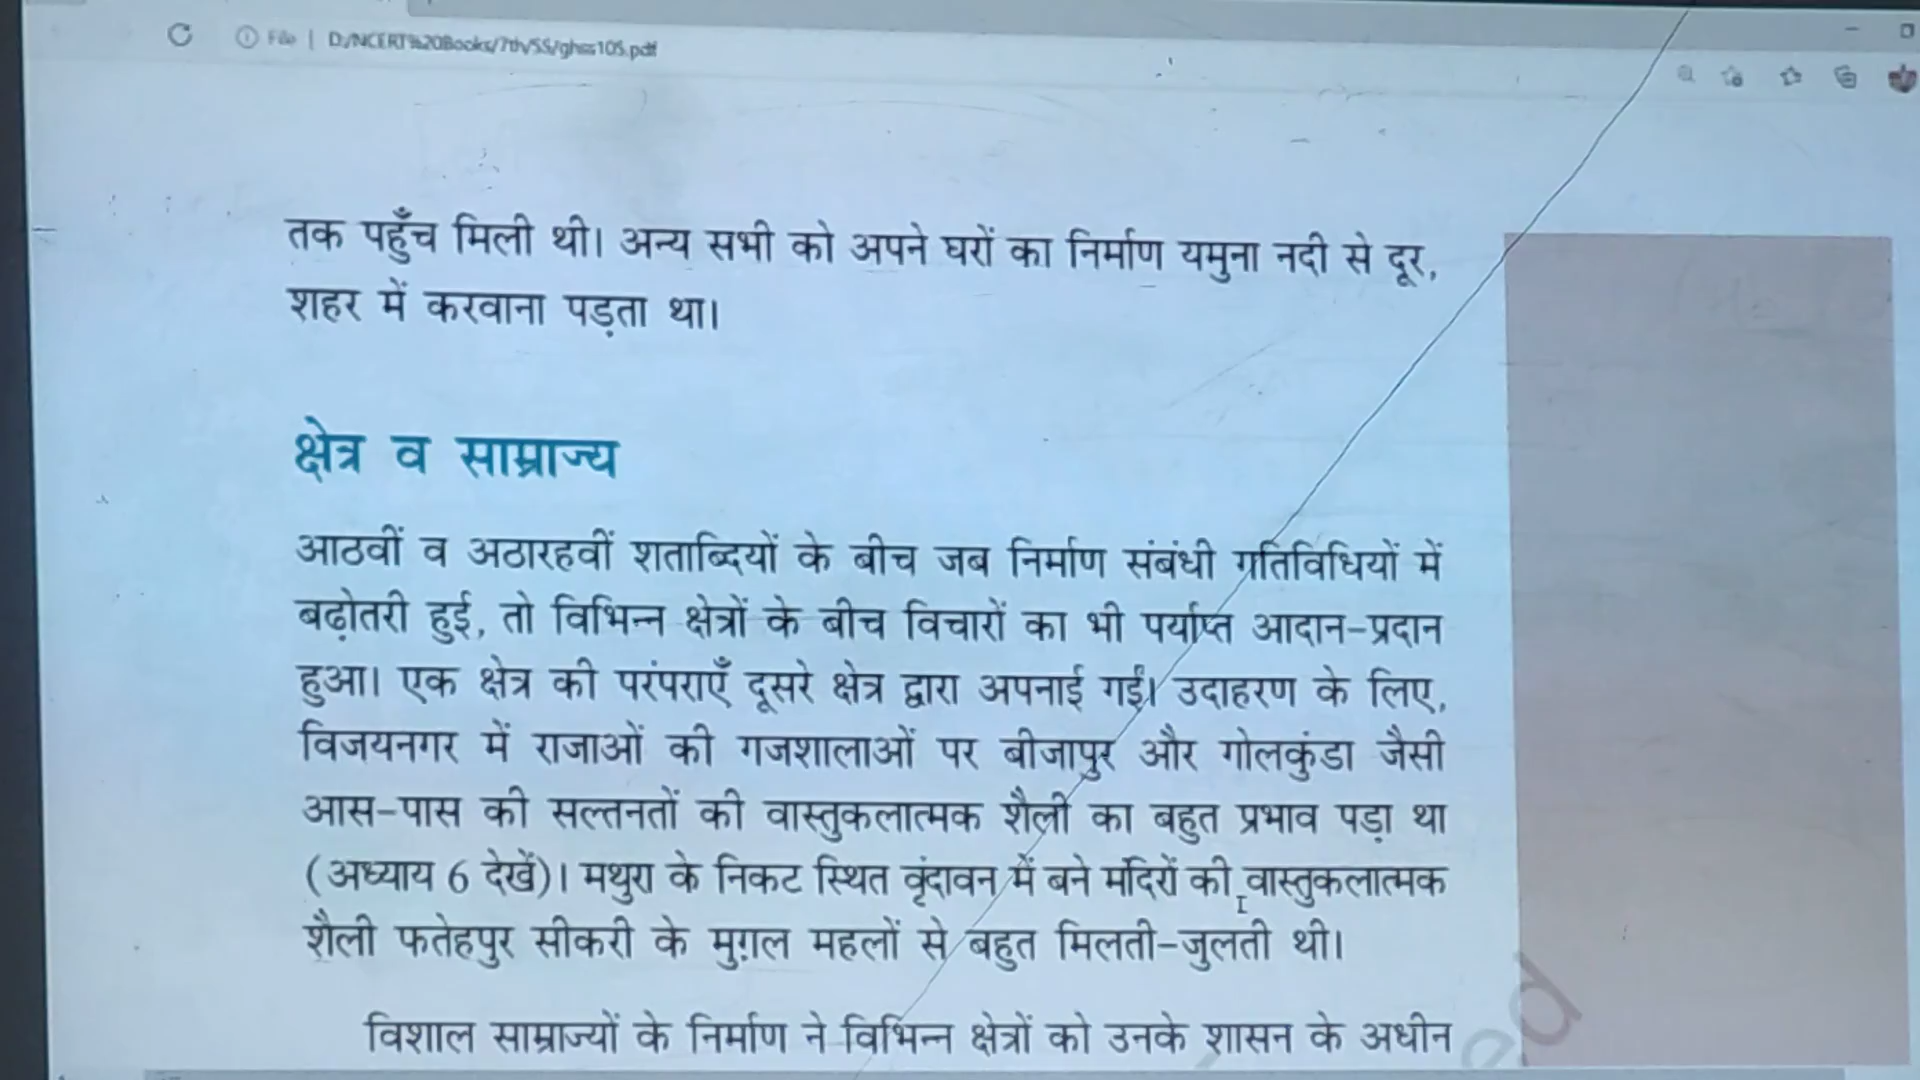 File | D:/NCERT%20Books/7th/SS/ghss105.pdf
तक पहुँच मिली थी। अन्य सभी को अपने घरों का निर्माण यमुना नदी से दूर,
शहर में करवाना पड़ता था।
क्षेत्र व साम्राज्य
आठवीं व अठारहवीं शताब्दियों के बीच जब निर्माण संबंधी गतिविधियों में
बढ़ोतरी हुई, तो विभिन्न क्षेत्रों के बीच विचारों का भी पर्याप्त आदान-प्रदान
हुआ। एक क्षेत्र की परंपराएँ दूसरे क्षेत्र द्वारा अपनाई गईं। उदाहरण के लिए,
विजयनगर में राजाओं की गजशालाओं पर बीजापुर और गोलकुंडा जैसी
आस-पास की सल्तनतों की वास्तुकलात्मक शैली का बहुत प्रभाव पड़ा था
(अध्याय 6 देखें)। मथुरा के निकट स्थित वृंदावन में बने मंदिरों की वास्तुकलात्मक
शैली फतेहपुर सीकरी के मुग़ल महलों से बहुत मिलती-जुलती थी।
विशाल साम्राज्यों के निर्माण ने विभिन्न क्षेत्रों को उनके शासन के अधीन